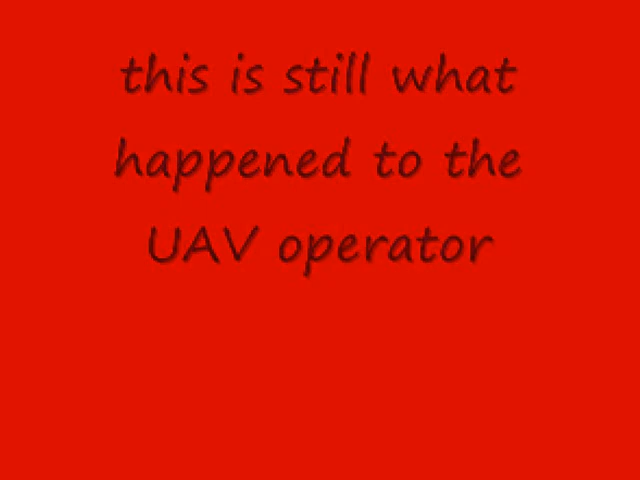 this is still what
happened to the
UAV operator